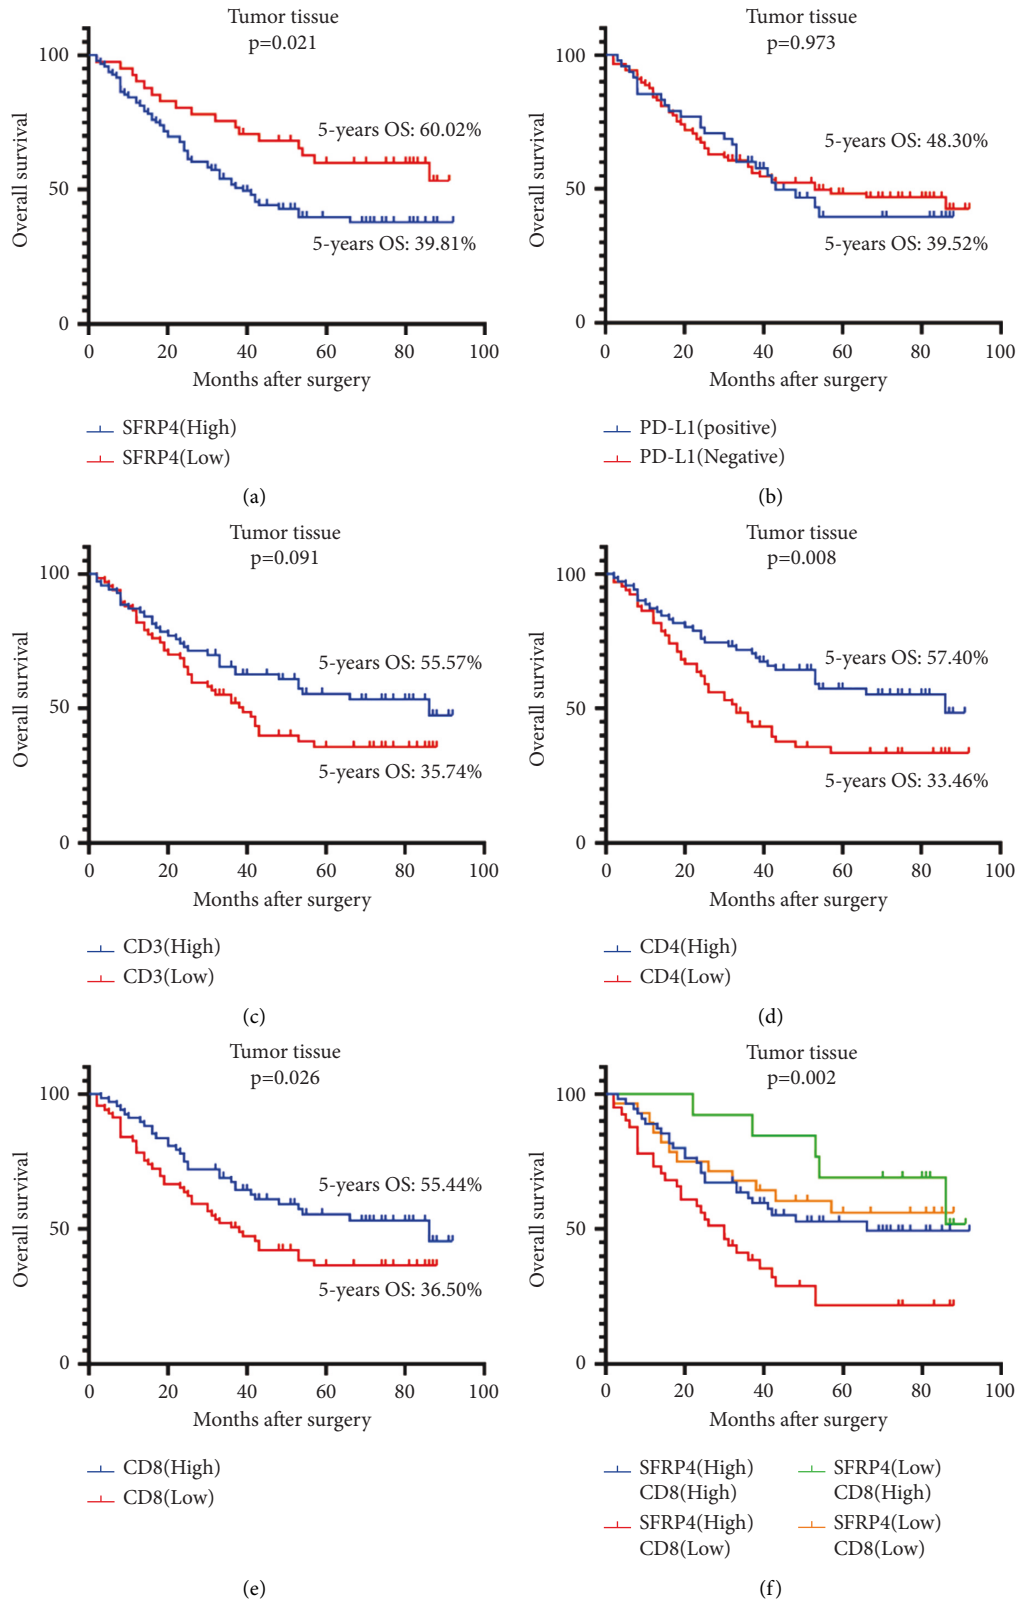 Tumor tissue
p=0.021
100
50
0
Overall survival
5-years OS: 60.02%
5-years OS: 39.81%
0 20 40 60 80 100
Months after surgery
SFRP4(High)
SFRP4(Low)
(a)
Tumor tissue
p=0.973
100
50
0
Overall survival
5-years OS: 48.30%
5-years OS: 39.52%
0 20 40 60 80 100
Months after surgery
PD-L1(positive)
PD-L1(Negative)
(b)
Tumor tissue
p=0.091
100
50
0
Overall survival
5-years OS: 55.57%
5-years OS: 35.74%
0 20 40 60 80 100
Months after surgery
CD3(High)
CD3(Low)
(c)
Tumor tissue
p=0.008
100
50
0
Overall survival
5-years OS: 57.40%
5-years OS: 33.46%
0 20 40 60 80 100
Months after surgery
CD4(High)
CD4(Low)
(d)
Tumor tissue
p=0.026
100
50
0
Overall survival
5-years OS: 55.44%
5-years OS: 36.50%
0 20 40 60 80 100
Months after surgery
CD8(High)
CD8(Low)
(e)
Tumor tissue
p=0.002
100
50
0
Overall survival
0 20 40 60 80 100
Months after surgery
SFRP4(High)
CD8(High)
SFRP4(High)
CD8(Low)
SFRP4(Low)
CD8(High)
SFRP4(Low)
CD8(Low)
(f)